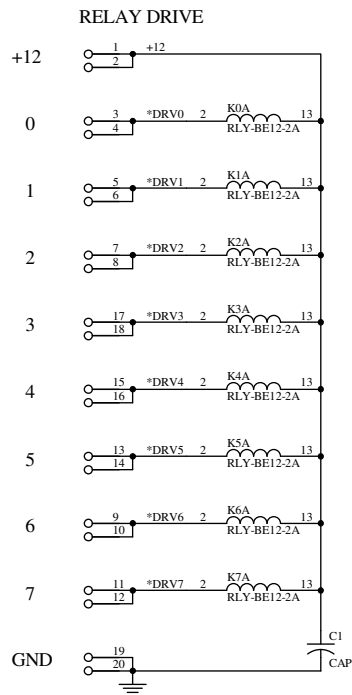 RELAY DRIVE
+12 1 +12
2
K0A
0 3 *DRV0 2 13
4 RLY-BE12-2A
K1A
1 5 *DRV1 2 13
6 RLY-BE12-2A
K2A
2 7 *DRV2 2 13
8 RLY-BE12-2A
K3A
3 17 *DRV3 2 13
18 RLY-BE12-2A
K4A
4 15 *DRV4 2 13
16 RLY-BE12-2A
K5A
5 13 *DRV5 2 13
14 RLY-BE12-2A
K6A
6 9 *DRV6 2 13
10 RLY-BE12-2A
K7A
7 11 *DRV7 2 13
12 RLY-BE12-2A
C1
GND 19 CAP
20